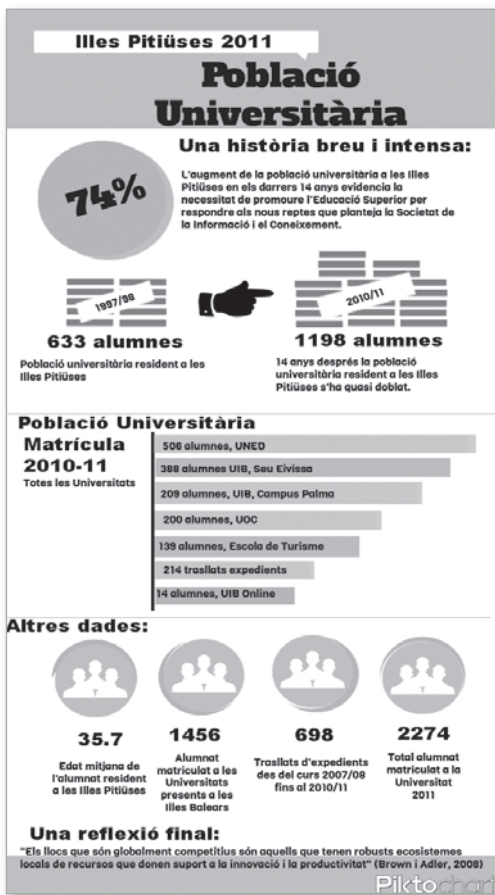 Illes Pitiüses 2011
Població
Universitària
Una història breu i intensa:
74%
L'augment de la població universitària a les Illes
Pitiüses en els darrers 14 anys evidencia la
necessitat de promoure l'Educació Superior per
respondre als nous reptes que planteja la Societat de
la Informació i el Coneixement.
1997/98
2010/11
633 alumnes
Població universitària resident a les
Illes Pitiüses
1198 alumnes
14 anys després la població
universitària resident a les Illes
Pitiüses s'ha quasi doblat.
Població Universitària
Matrícula
2010-11
Totes les Universitats
506 alumnes, UNED
388 alumnes UIB, Seu Eivissa
209 alumnes, UIB, Campus Palma
200 alumnes, UOC
139 alumnes, Escola de Turisme
214 trasllats expedients
14 alumnes, UIB Online
Altres dades:
35.7
Edat mitjana de
l'alumnat resident
a les Illes Pitiüses
1456
Alumnat
matriculat a les
Universitats
presents a les
Illes Balears
698
Trasllats d'expedients
des del curs 2007/08
fins al 2010/11
2274
Total alumnat
matriculat a la
Universitat
2011
Una reflexió final:
"Els llocs que són globalment competitius són aquells que tenen robusts ecosistemes
locals de recursos que donen suport a la innovació i la productivitat" (Brown i Adler, 2008)
Piktochart